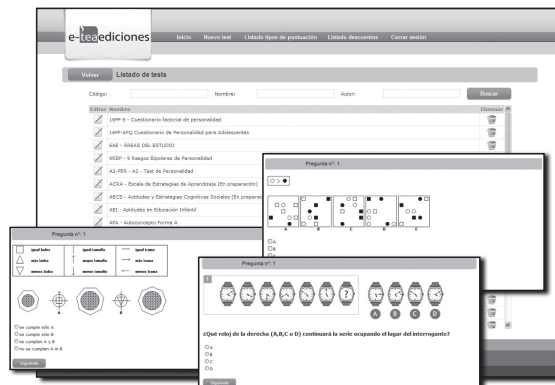 e-teaediciones
Inicio Nuevo test Listado tipos de puntuación Listado descuentos Cerrar sesión
Volver Listado de tests
Código: Nombre: Autor: Buscar
Editar Nombre Eliminar
16PF-5 - Cuestionario factorial de personalidad
16PF-APQ Cuestionario de Personalidad para Adolescentes
6AE - ÁREAS DEL ESTUDIO
9RBP - 9 Rasgos Bipolares de Personalidad
A2-PER - A2 - Test de Personalidad
ACRA - Escala de Estrategias de Aprendizaje (En preparación)
AECS - Actitudes y Estrategias Cognitivas Sociales (En preparac
AEI - Aptitudes en Educación Infantil
AFA - Autoconcepto Forma A
Pregunta nº: 1
A B C D E
A
B
Pregunta nº: 1
igual lados igual tamaño igual trama
más lados mayor tamaño más trama
menos lados menor tamaño menos trama
A B
se cumple sólo A
se cumple sólo B
se cumplen A y B
no se cumplen A ni B
Siguiente
Pregunta nº: 1
1
?
A B C D
¿Qué reloj de la derecha (A,B,C o D) continuará la serie ocupando el lugar del interrogante?
A
B
C
D
Siguiente